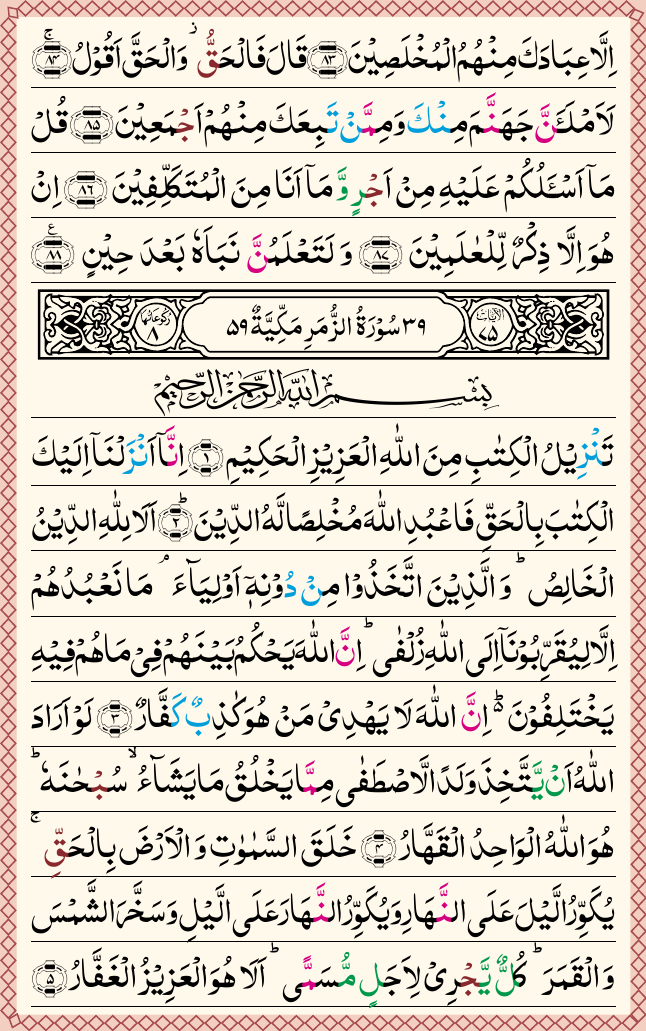 اِلَّا عِبَادَكَ مِنْهُمُ الْمُخْلَصِيْنَ ﴿٨٣﴾ قَالَ فَالْحَقُّ ۫ وَالْحَقَّ اَقُوْلُ ۚ ﴿٨٤﴾
لَاَمْلَـَٔنَّ جَهَنَّمَ مِنْكَ وَمِمَّنْ تَبِعَكَ مِنْهُمْ اَجْمَعِيْنَ ﴿٨٥﴾ قُلْ
مَاۤ اَسْـَٔلُكُمْ عَلَيْهِ مِنْ اَجْرٍ وَّمَاۤ اَنَا مِنَ الْمُتَكَلِّفِيْنَ ﴿٨٦﴾ اِنْ
هُوَ اِلَّا ذِكْرٌ لِّلْعٰلَمِيْنَ ﴿٨٧﴾ وَلَتَعْلَمُنَّ نَبَاَهٗ بَعْدَ حِيْنٍ ﴿٨٨﴾ ع
اٰلآيَات ٧٥ ٣٩ سُوْرَةُ الزُّمَرِ مَكِّيَّةٌ ٥٩ رُكُوْعَاتُهَا ٨
بِسْمِ اللّٰهِ الرَّحْمٰنِ الرَّحِيْمِ
تَنْزِيْلُ الْكِتٰبِ مِنَ اللّٰهِ الْعَزِيْزِ الْحَكِيْمِ ﴿١﴾ اِنَّاۤ اَنْزَلْنَاۤ اِلَيْكَ
الْكِتٰبَ بِالْحَقِّ فَاعْبُدِ اللّٰهَ مُخْلِصًا لَّهُ الدِّيْنَ ؕ ﴿٢﴾ اَلَا لِلّٰهِ الدِّيْنُ
الْخَالِصُ ؕ وَالَّذِيْنَ اتَّخَذُوْا مِنْ دُوْنِهٖۤ اَوْلِيَآءَ ۘ مَا نَعْبُدُهُمْ
اِلَّا لِيُقَرِّبُوْنَاۤ اِلَى اللّٰهِ زُلْفٰى ؕ اِنَّ اللّٰهَ يَحْكُمُ بَيْنَهُمْ فِيْ مَا هُمْ فِيْهِ
يَخْتَلِفُوْنَ ۬ؕ اِنَّ اللّٰهَ لَا يَهْدِيْ مَنْ هُوَ كٰذِبٌ كَفَّارٌ ﴿٣﴾ لَوْ اَرَادَ
اللّٰهُ اَنْ يَّتَّخِذَ وَلَدًا لَّاصْطَفٰى مِمَّا يَخْلُقُ مَا يَشَآءُ ۙ سُبْحٰنَهٗ ؕ
هُوَ اللّٰهُ الْوَاحِدُ الْقَهَّارُ ﴿٤﴾ خَلَقَ السَّمٰوٰتِ وَالْاَرْضَ بِالْحَقِّ ۚ
يُكَوِّرُ الَّيْلَ عَلَى النَّهَارِ وَيُكَوِّرُ النَّهَارَ عَلَى الَّيْلِ وَسَخَّرَ الشَّمْسَ
وَالْقَمَرَ ؕ كُلٌّ يَّجْرِيْ لِاَجَلٍ مُّسَمًّى ؕ اَلَا هُوَ الْعَزِيْزُ الْغَفَّارُ ﴿٥﴾